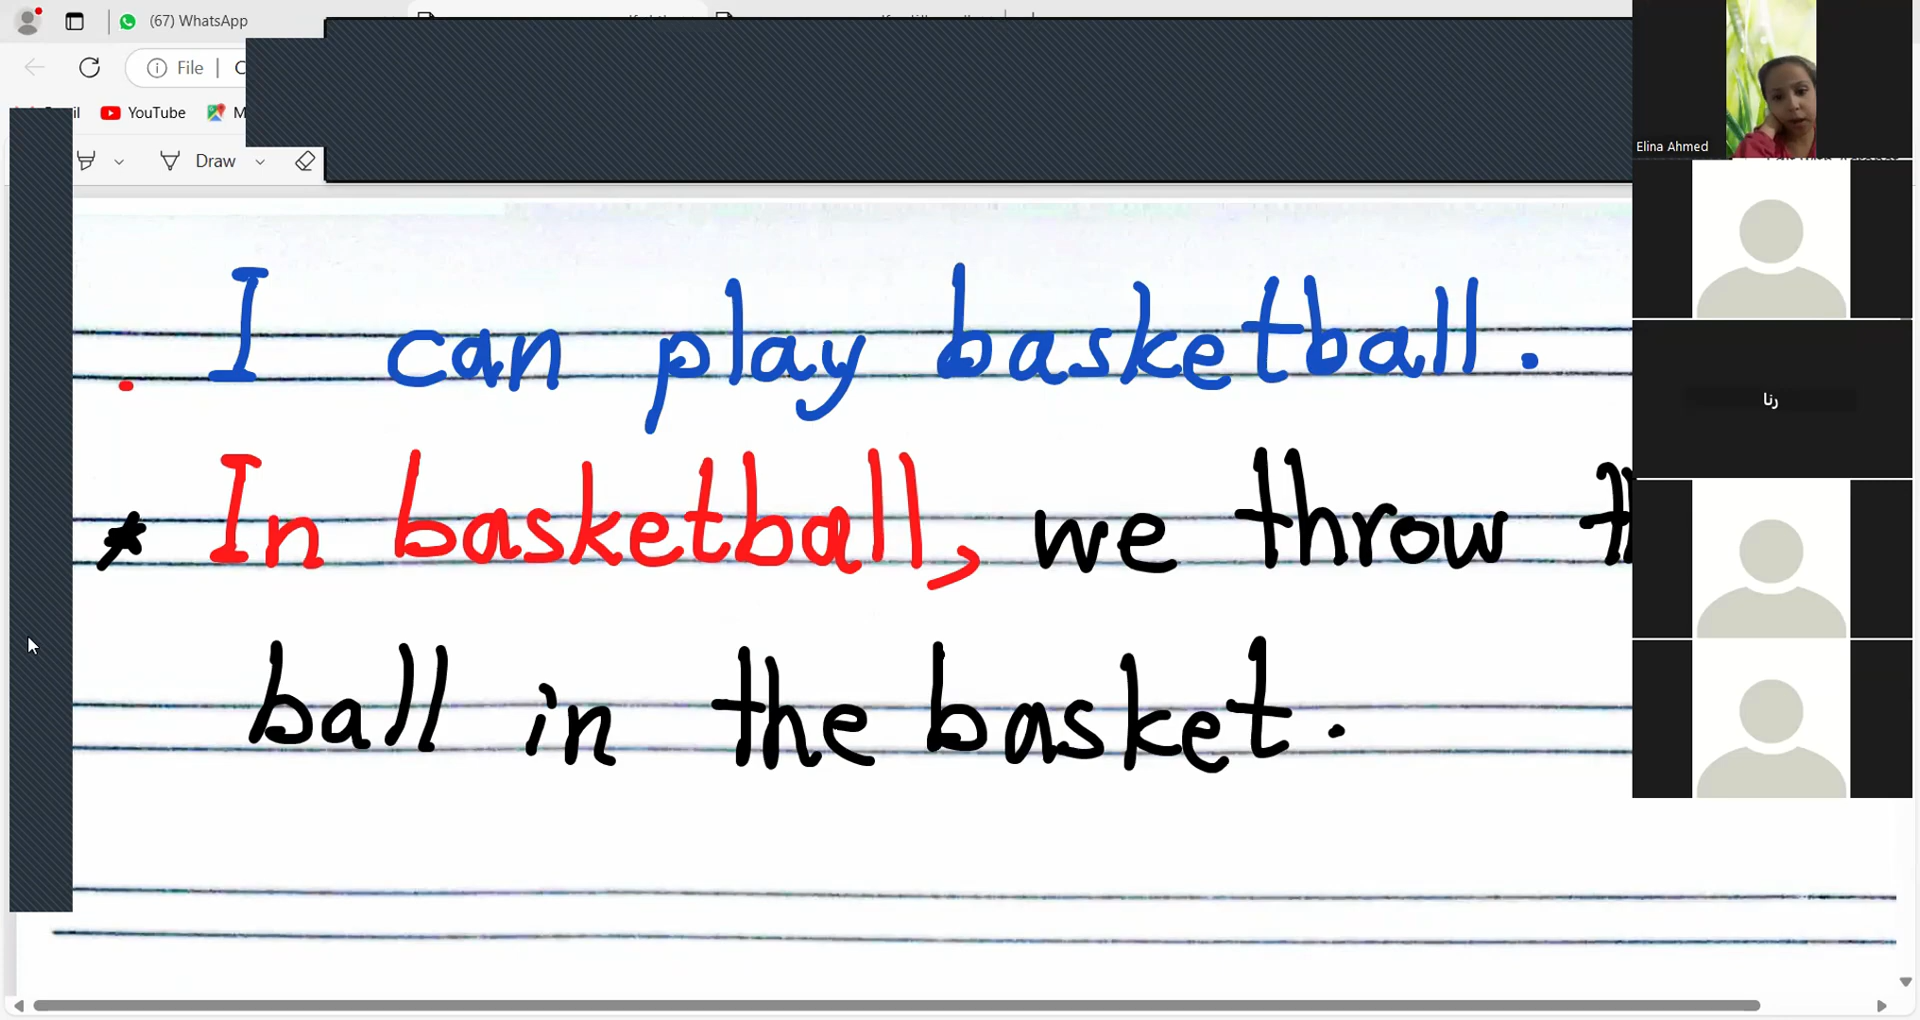 (67) WhatsApp
File
YouTube
Draw
Elina Ahmed
رنا
I can play basketball.
* In basketball, we throw
ball in the basket.